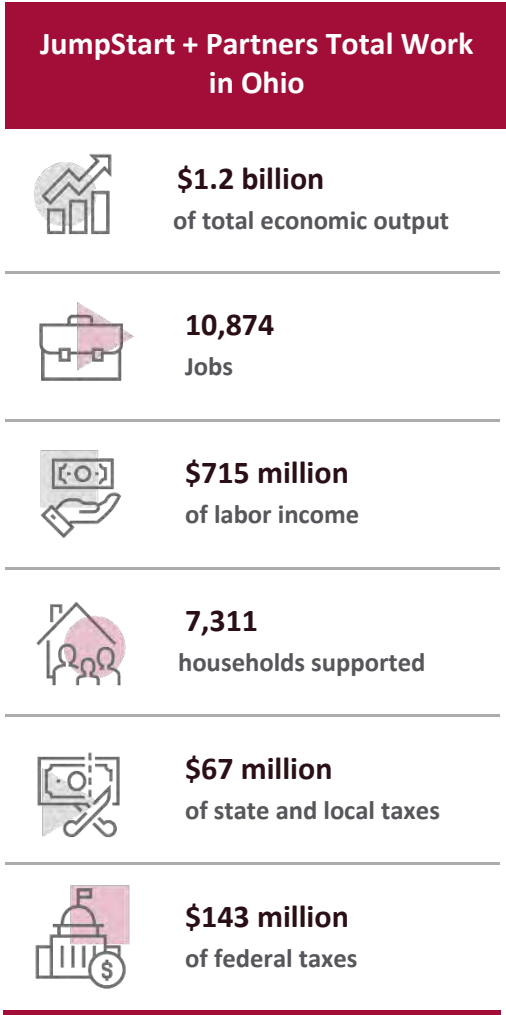 JumpStart + Partners Total Work
in Ohio
$1.2 billion
of total economic output
10,874
Jobs
$715 million
of labor income
7,311
households supported
$67 million
of state and local taxes
$143 million
of federal taxes
$